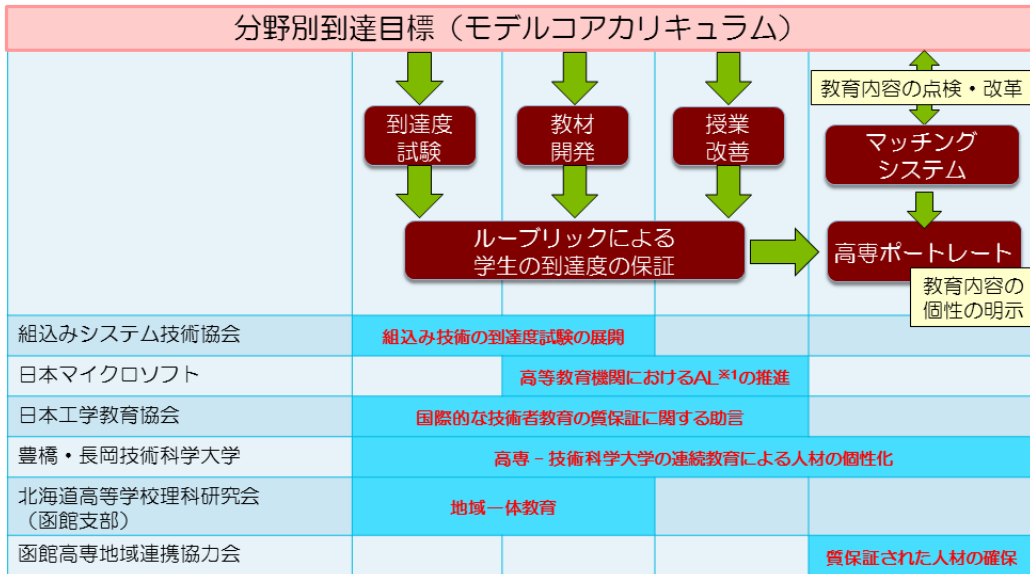 分野別到達目標（モデルコアカリキュラム）
到達度
試験
教材
開発
授業
改善
教育内容の点検・改革
マッチング
システム
ルーブリックによる
学生の到達度の保証
高専ポートレート
教育内容の
個性の明示
組込みシステム技術協会
組込み技術の到達度試験の展開
日本マイクロソフト
高等教育機関におけるAL※1の推進
日本工学教育協会
国際的な技術者教育の質保証に関する助言
豊橋・長岡技術科学大学
高専－技術科学大学の連続教育による人材の個性化
北海道高等学校理科研究会
（函館支部）
地域一体教育
函館高専地域連携協力会
質保証された人材の確保